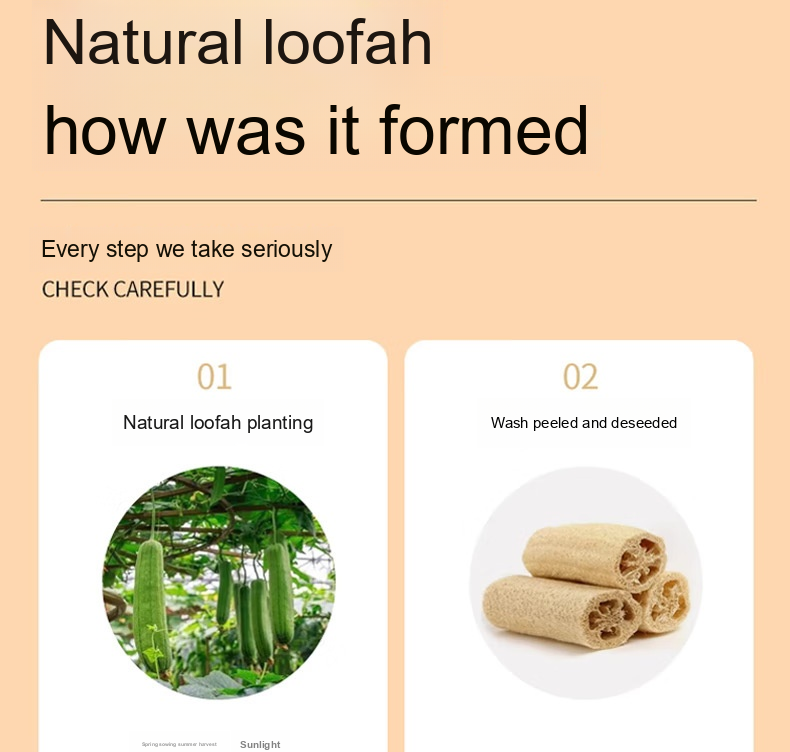 Natural loofah
how was it formed
Every step we take seriously
CHECK CAREFULLY
01
Natural loofah planting
02
Wash peeled and deseeded
Spring sowing summer harvest
Sunlight